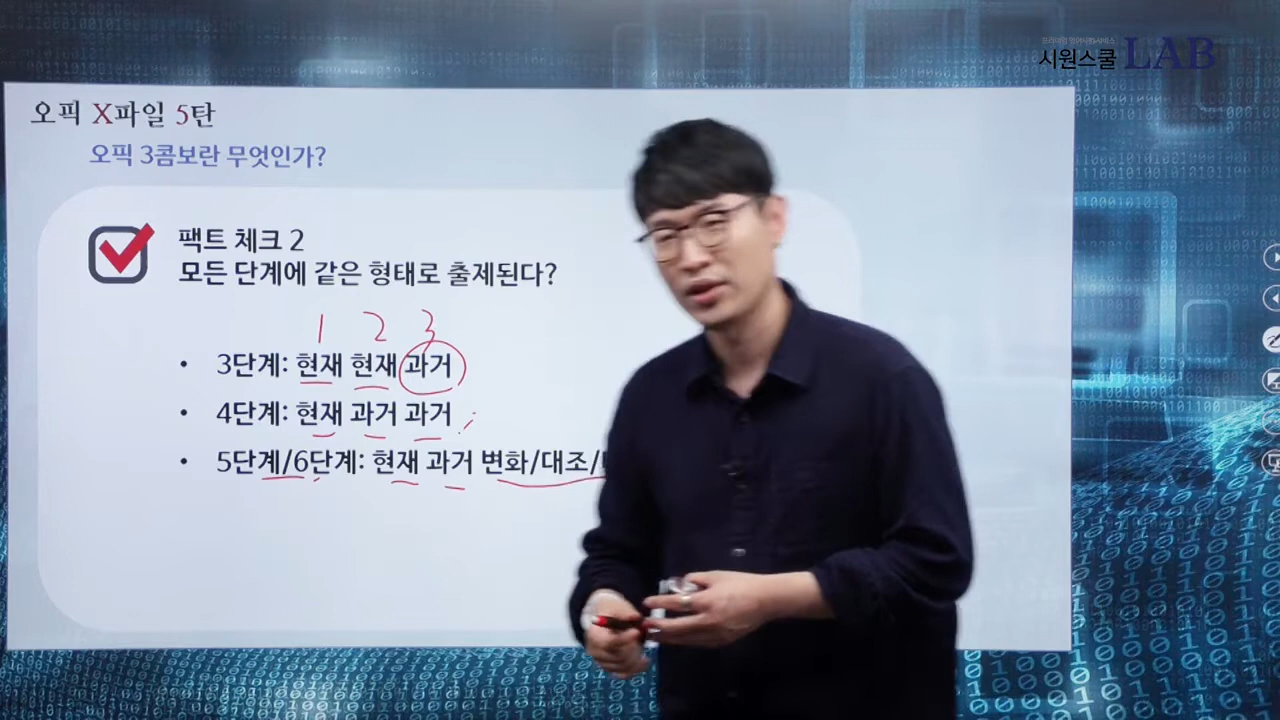 시원스쿨 LAB
오픽 X파일 5탄
오픽 3콤보란 무엇인가?
팩트 체크 2
모든 단계에 같은 형태로 출제된다?
1 2 3
• 3단계: 현재 현재 과거
• 4단계: 현재 과거 과거
• 5단계/6단계: 현재 과거 변화/대조/